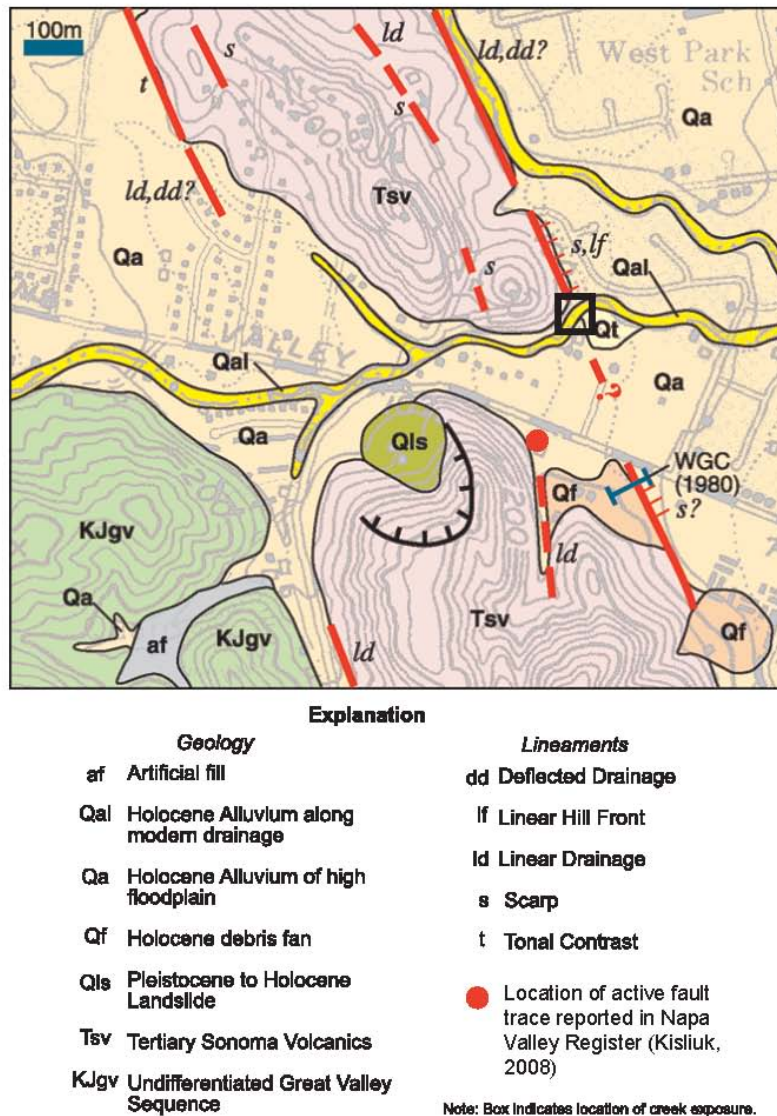 100m
ld
s
ld,dd?
West Park
Sch
t
Qa
s
200
ld,dd?
Tsv
Qa
s
s,lf
Qal
VALLEY
Qt
Qal
?
Qa
Qa
Qls
WGC
(1980)
Qf
s?
200
KJgv
ld
Qa
Tsv
af
KJgv
Qf
ld
Explanation
Geology
af Artificial fill
Qal Holocene Alluvium along
modern drainage
Qa Holocene Alluvium of high
floodplain
Qf Holocene debris fan
Qls Pleistocene to Holocene
Landslide
Tsv Tertiary Sonoma Volcanics
KJgv Undifferentiated Great Valley
Sequence
Lineaments
dd Deflected Drainage
lf Linear Hill Front
ld Linear Drainage
s Scarp
t Tonal Contrast
Location of active fault
trace reported in Napa
Valley Register (Kisliuk,
2008)
Note: Box indicates location of creek exposure.